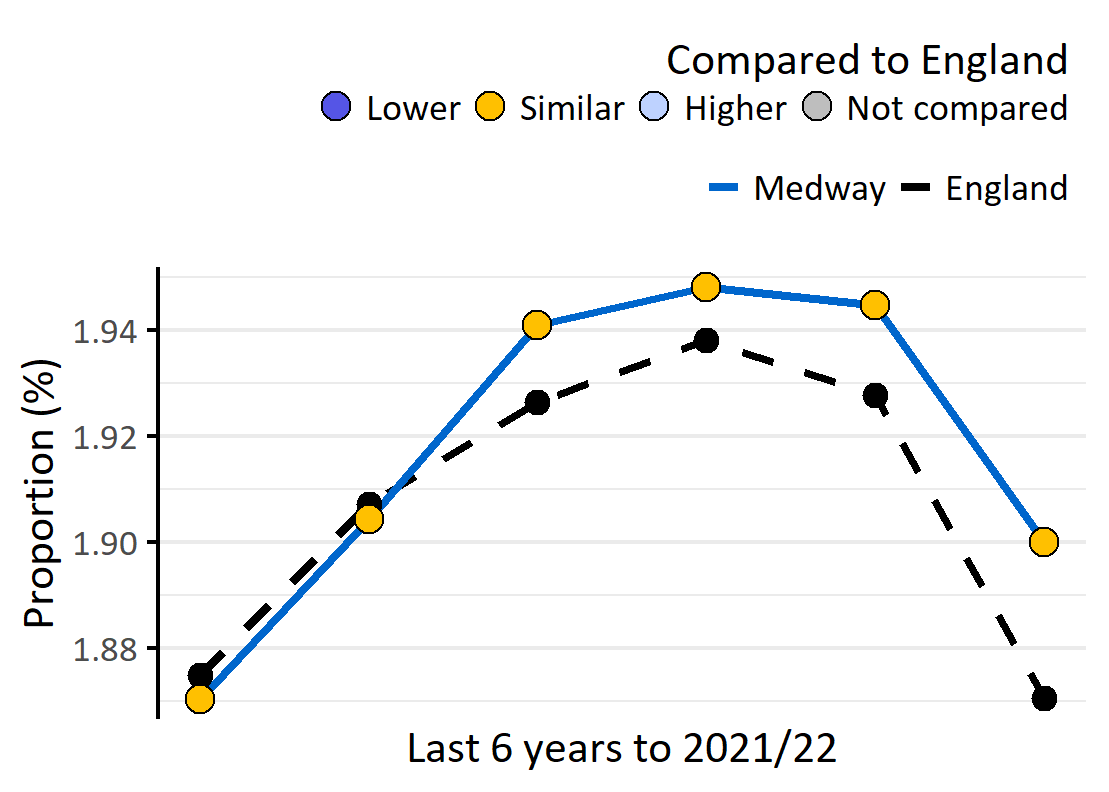 Compared to England
Lower Similar Higher Not compared
Medway England
1.94
1.92
1.90
1.88
Proportion (%)
Last 6 years to 2021/22